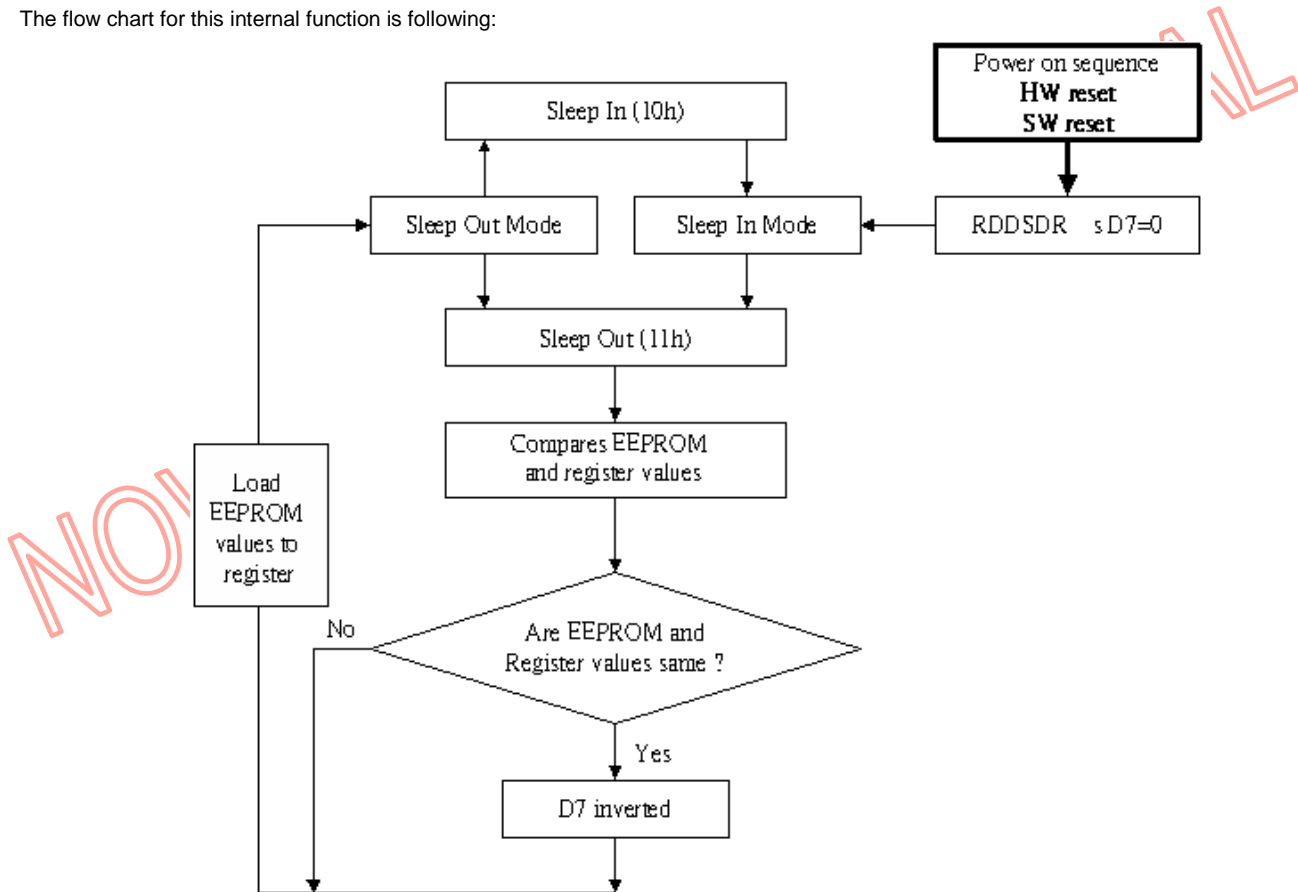 The flow chart for this internal function is following:
Power on sequence
HW reset
SW reset
Sleep In (10h)
Sleep Out Mode
Sleep In Mode
RDDSDR s D7=0
Sleep Out (11h)
Compares EEPROM
and register values
Load
EEPROM
values to
register
No
Are EEPROM and
Register values same ?
Yes
D7 inverted